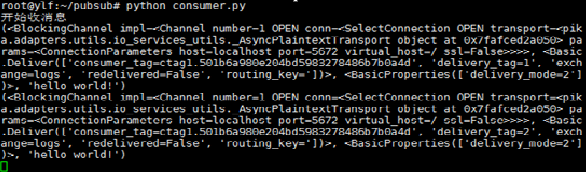 root@ylf:~/pubsub# python consumer.py
开始收消息
(<BlockingChannel impl=<Channel number=1 OPEN conn=<SelectConnection OPEN transport=<pik
a.adapters.utils.io_services_utils._AsyncPlaintextTransport object at 0x7fafced2a050> pa
rams=<ConnectionParameters host=localhost port=5672 virtual_host=/ ssl=False>>>>, <Basic
.Deliver(['consumer_tag=ctag1.501b6a980e204bd5983278486b7b0a4d', 'delivery_tag=1', 'exch
ange=logs', 'redelivered=False', 'routing_key='])>, <BasicProperties(['delivery_mode=2']
)>, "hello world!')
(<BlockingChannel impl=<Channel number=1 OPEN conn=<SelectConnection OPEN transport=<pik
a.adapters.utils.io_services_utils._AsyncPlaintextTransport object at 0x7fafced2a050> pa
rams=<ConnectionParameters host=localhost port=5672 virtual_host=/ ssl=False>>>>, <Basic
.Deliver(['consumer_tag=ctag1.501b6a980e204bd5983278486b7b0a4d', 'delivery_tag=2', 'exch
ange=logs', 'redelivered=False', 'routing_key='])>, <BasicProperties(['delivery_mode=2']
)>, "hello world!')